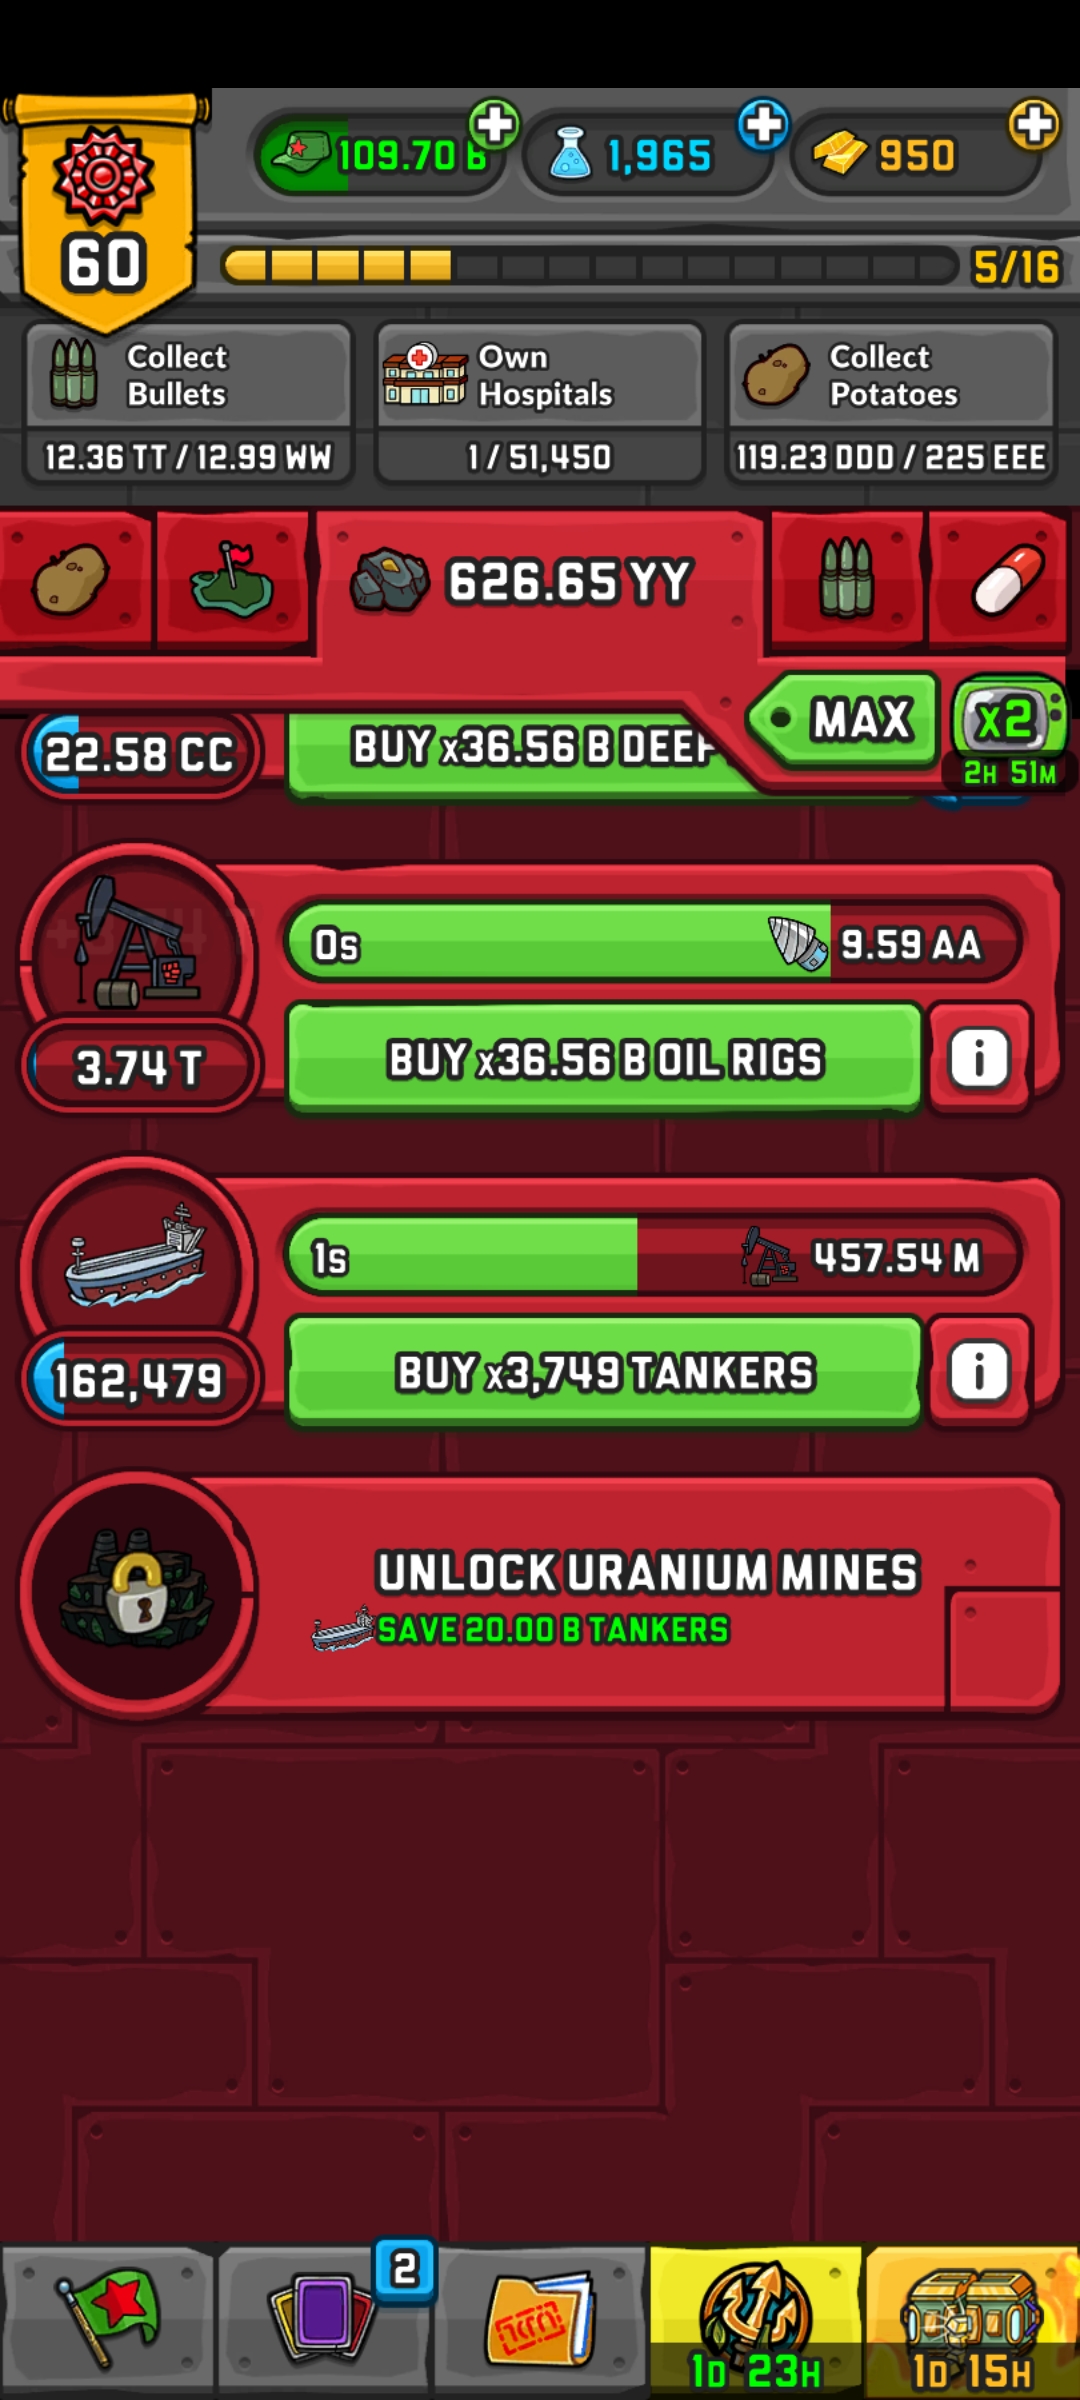 109.70 B
1,965
950
60
5/16
Collect
Bullets
12.36 TT / 12.99 WW
Own
Hospitals
1 / 51,450
Collect
Potatoes
119.23 DDD / 225 EEE
626.65 YY
MAX
x2
2H 51M
22.58 CC
BUY x36.56 B DEEP
0s
9.59 AA
3.74 T
BUY x36.56 B OIL RIGS
i
1s
457.54 M
162,479
BUY x3,749 TANKERS
i
UNLOCK URANIUM MINES
SAVE 20.00 B TANKERS
2
1D 23H
1D 15H